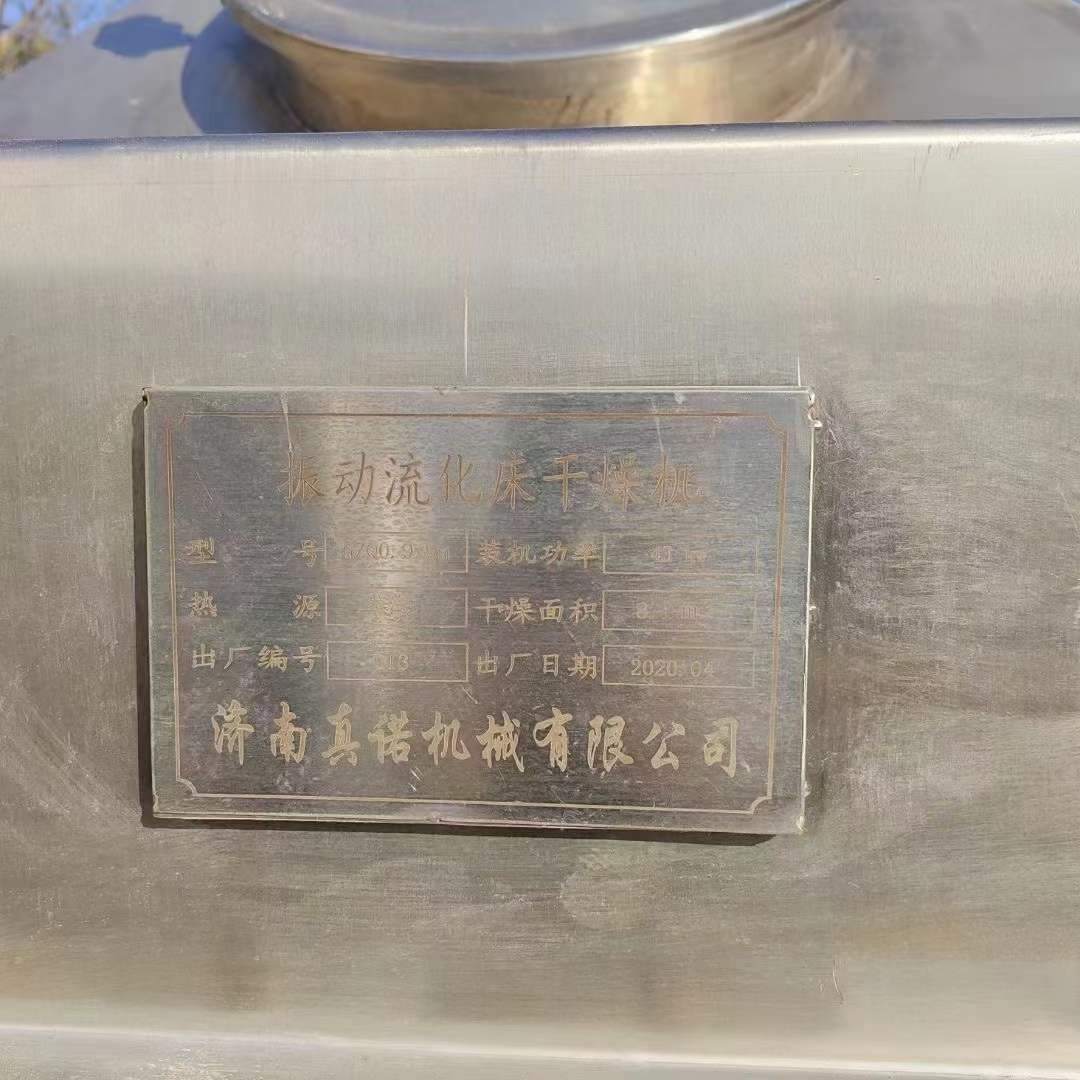 振动流化床干燥机
型号 装机功率
热源 干燥面积
出厂编号 013 出厂日期 2020.04
济南真诺机械有限公司